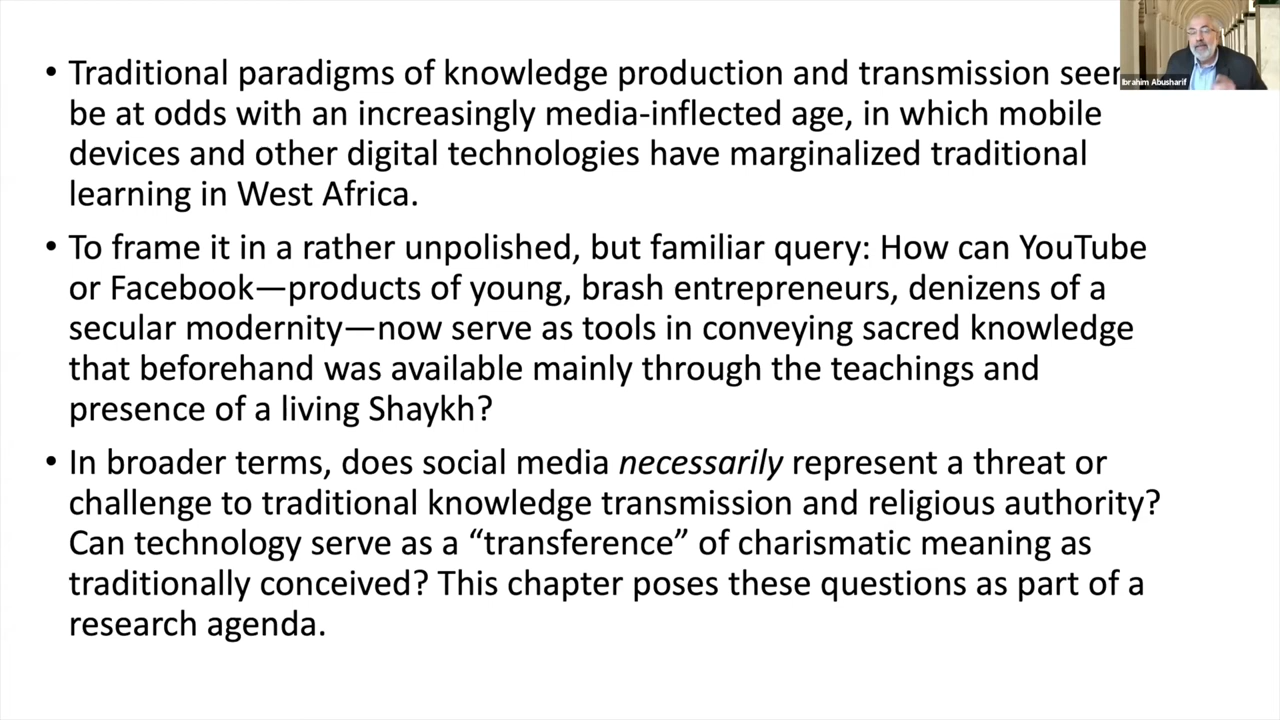 • Traditional paradigms of knowledge production and transmission
be at odds with an increasingly media-inflected age, in which mobile
devices and other digital technologies have marginalized traditional
learning in West Africa.
• To frame it in a rather unpolished, but familiar query: How can YouTube
or Facebook—products of young, brash entrepreneurs, denizens of a
secular modernity—now serve as tools in conveying sacred knowledge
that beforehand was available mainly through the teachings and
presence of a living Shaykh?
• In broader terms, does social media necessarily represent a threat or
challenge to traditional knowledge transmission and religious authority?
Can technology serve as a “transference” of charismatic meaning as
traditionally conceived? This chapter poses these questions as part of a
research agenda.
Ibrahim Abusharif